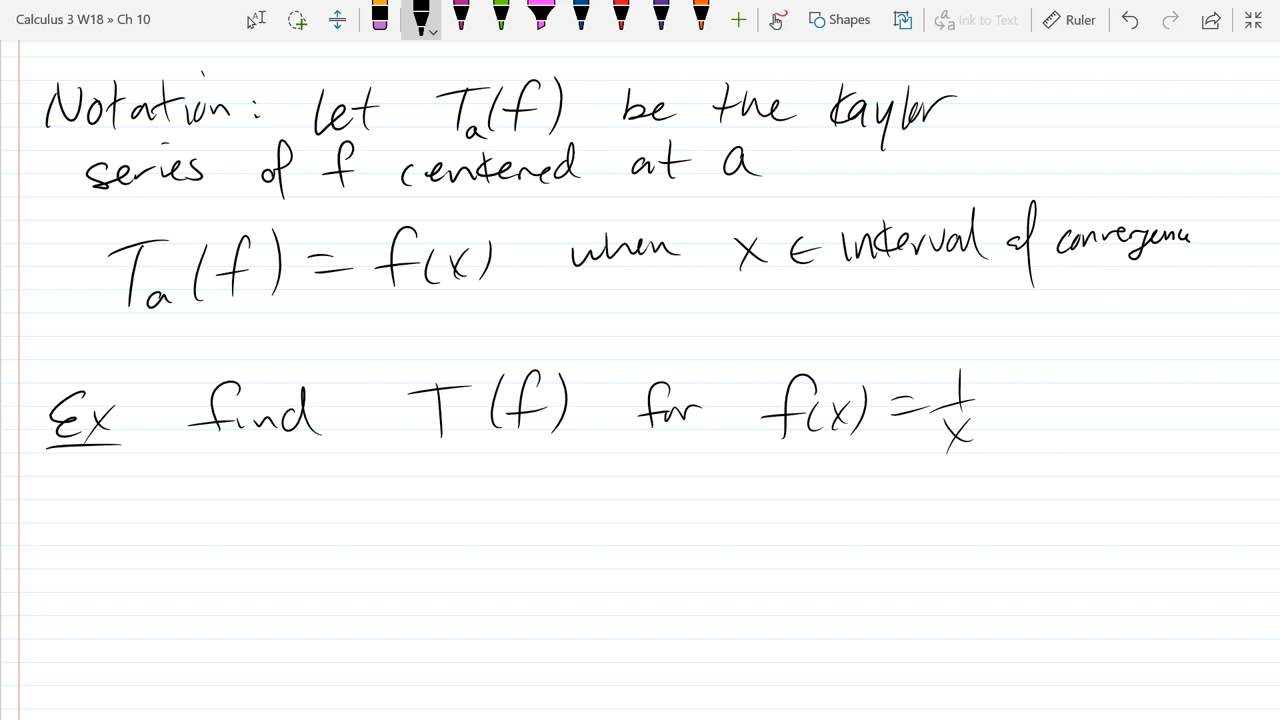 Calculus 3 W18 » Ch 10
Shapes
Ink to Text
Ruler
Notation: let Tₐ(f) be the taylor
series of f centered at a
Tₐ(f) = f(x) when x ∈ interval of convergence
Ex find T(f) for f(x) = 1/x